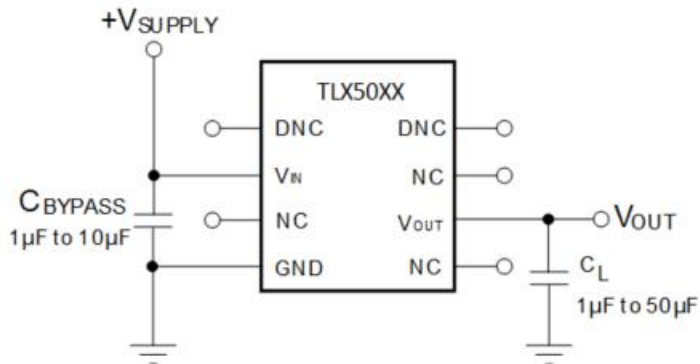 +VSUPPLY
TLX50XX
DNC
DNC
VIN
NC
CBYPASS
1µF to 10µF
NC
VOUT
VOUT
GND
NC
CL
1µF to 50µF